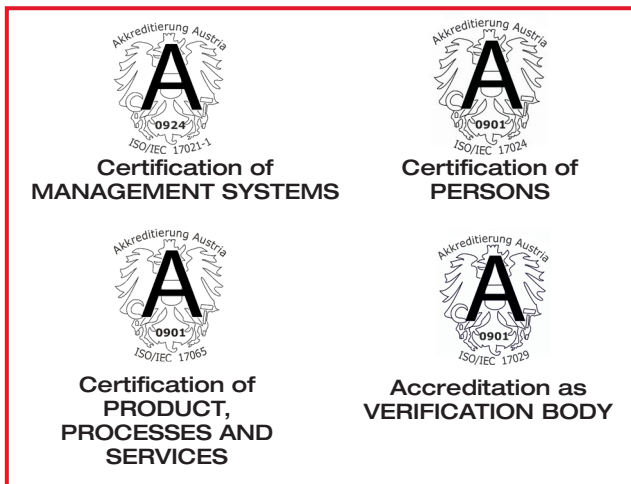 Akkreditierung Austria
A
0924
ISO/IEC 17021-1
Certification of
MANAGEMENT SYSTEMS
Akkreditierung Austria
A
0901
ISO/IEC 17024
Certification of
PERSONS
Akkreditierung Austria
A
0901
ISO/IEC 17065
Certification of
PRODUCT,
PROCESSES AND
SERVICES
Akkreditierung Austria
A
0901
ISO/IEC 17029
Accreditation as
VERIFICATION BODY